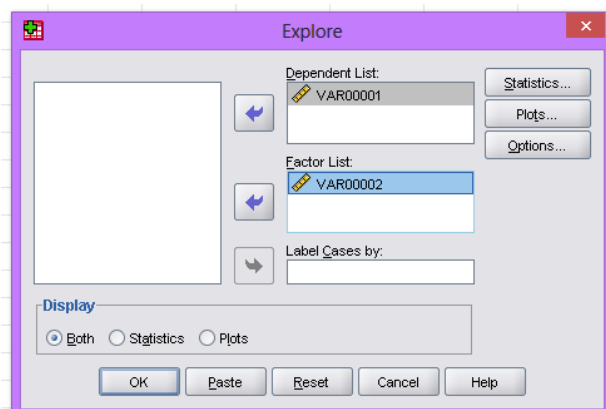 Explore
Dependent List:
VAR00001
Statistics...
Plots...
Options...
Factor List:
VAR00002
Label Cases by:
Display
Both Statistics Plots
OK Paste Reset Cancel Help